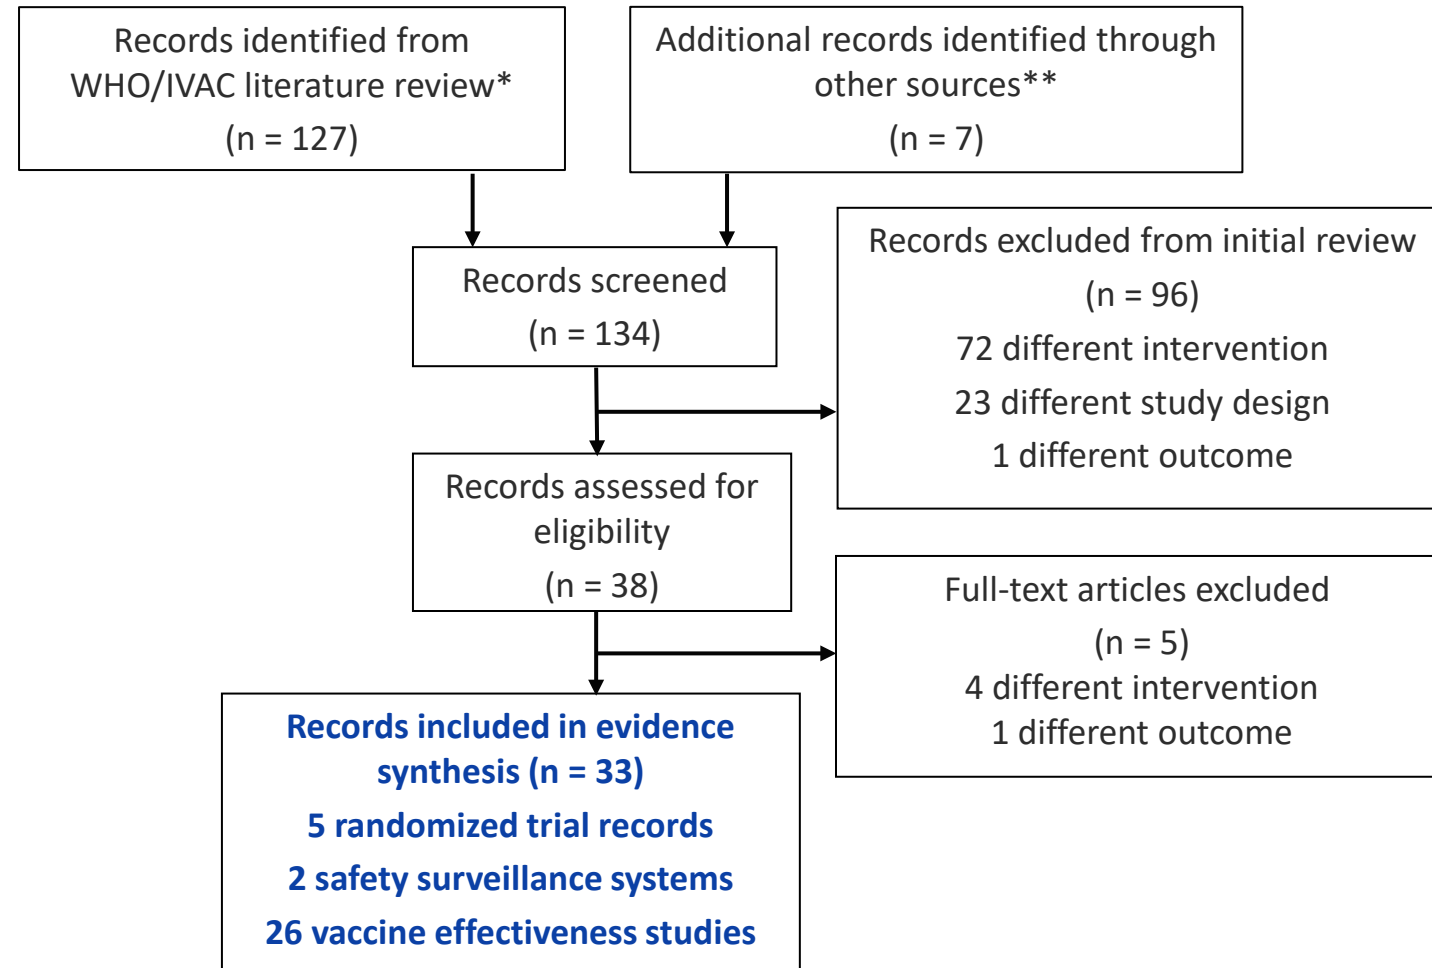 Records identified from
WHO/IVAC literature review*
(n = 127)
Additional records identified through
other sources**
(n = 7)
Records screened
(n = 134)
Records excluded from initial review
(n = 96)
72 different intervention
23 different study design
1 different outcome
Records assessed for
eligibility
(n = 38)
Full-text articles excluded
(n = 5)
4 different intervention
1 different outcome
Records included in evidence
synthesis (n = 33)
5 randomized trial records
2 safety surveillance systems
26 vaccine effectiveness studies